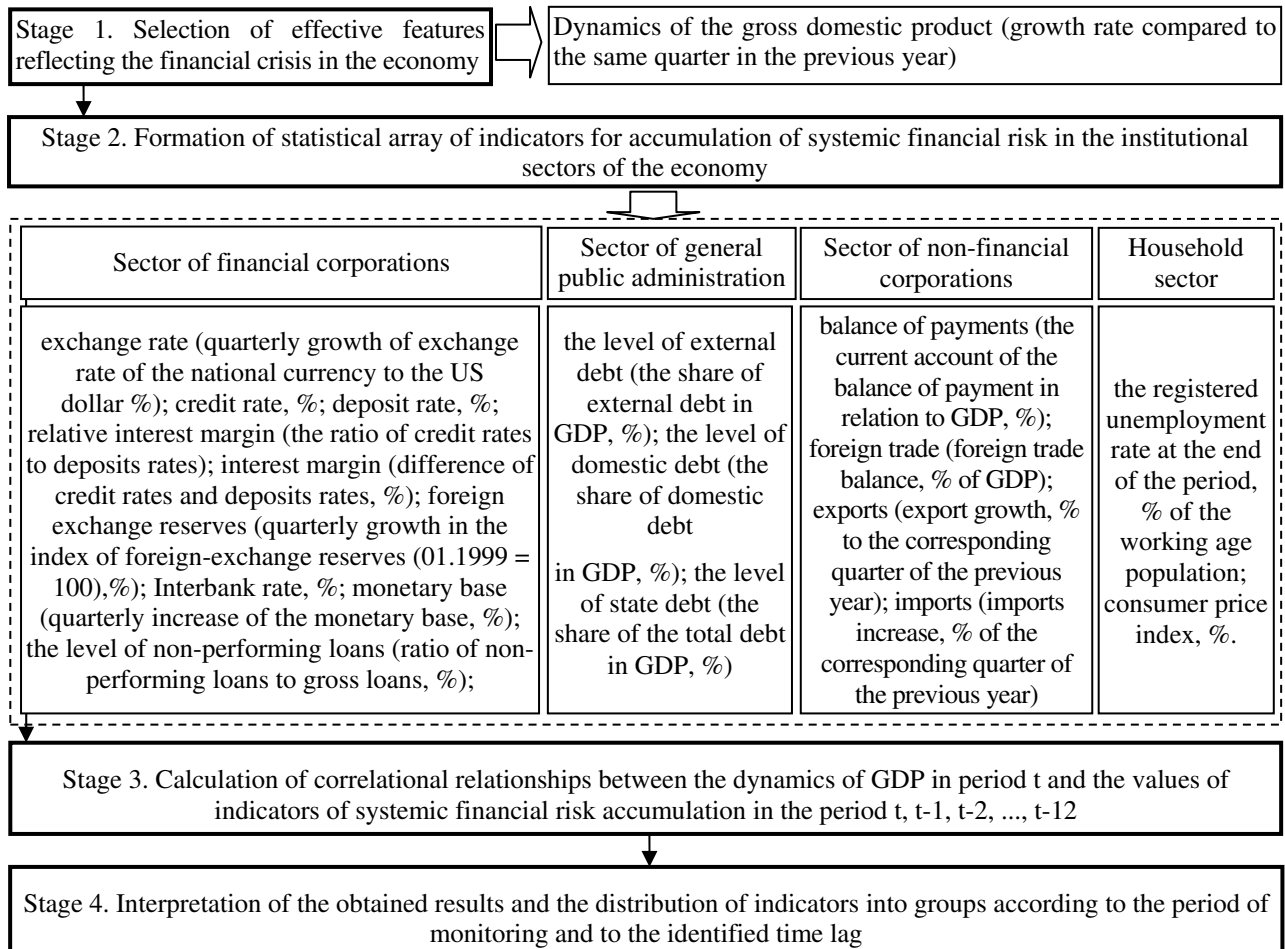 Stage 1. Selection of effective features
reflecting the financial crisis in the economy
Dynamics of the gross domestic product (growth rate compared to
the same quarter in the previous year)
Stage 2. Formation of statistical array of indicators for accumulation of systemic financial risk in the institutional
sectors of the economy
Sector of financial corporations
Sector of general
public administration
Sector of non-financial
corporations
Household
sector
exchange rate (quarterly growth of exchange
rate of the national currency to the US
dollar %); credit rate, %; deposit rate, %;
relative interest margin (the ratio of credit rates
to deposits rates); interest margin (difference of
credit rates and deposits rates, %); foreign
exchange reserves (quarterly growth in the
index of foreign-exchange reserves (01.1999 =
100),%); Interbank rate, %; monetary base
(quarterly increase of the monetary base, %);
the level of non-performing loans (ratio of non-
performing loans to gross loans, %);
the level of external
debt (the share of
external debt in
GDP, %); the level of
domestic debt (the
share of domestic
debt
in GDP, %); the level
of state debt (the
share of the total debt
in GDP, %)
balance of payments (the
current account of the
balance of payment in
relation to GDP, %);
foreign trade (foreign trade
balance, % of GDP);
exports (export growth, %
to the corresponding
quarter of the previous
year); imports (imports
increase, % of the
corresponding quarter of
the previous year)
the registered
unemployment
rate at the end
of the period,
% of the
working age
population;
consumer price
index, %.
Stage 3. Calculation of correlational relationships between the dynamics of GDP in period t and the values of
indicators of systemic financial risk accumulation in the period t, t-1, t-2, ..., t-12
Stage 4. Interpretation of the obtained results and the distribution of indicators into groups according to the period of
monitoring and to the identified time lag